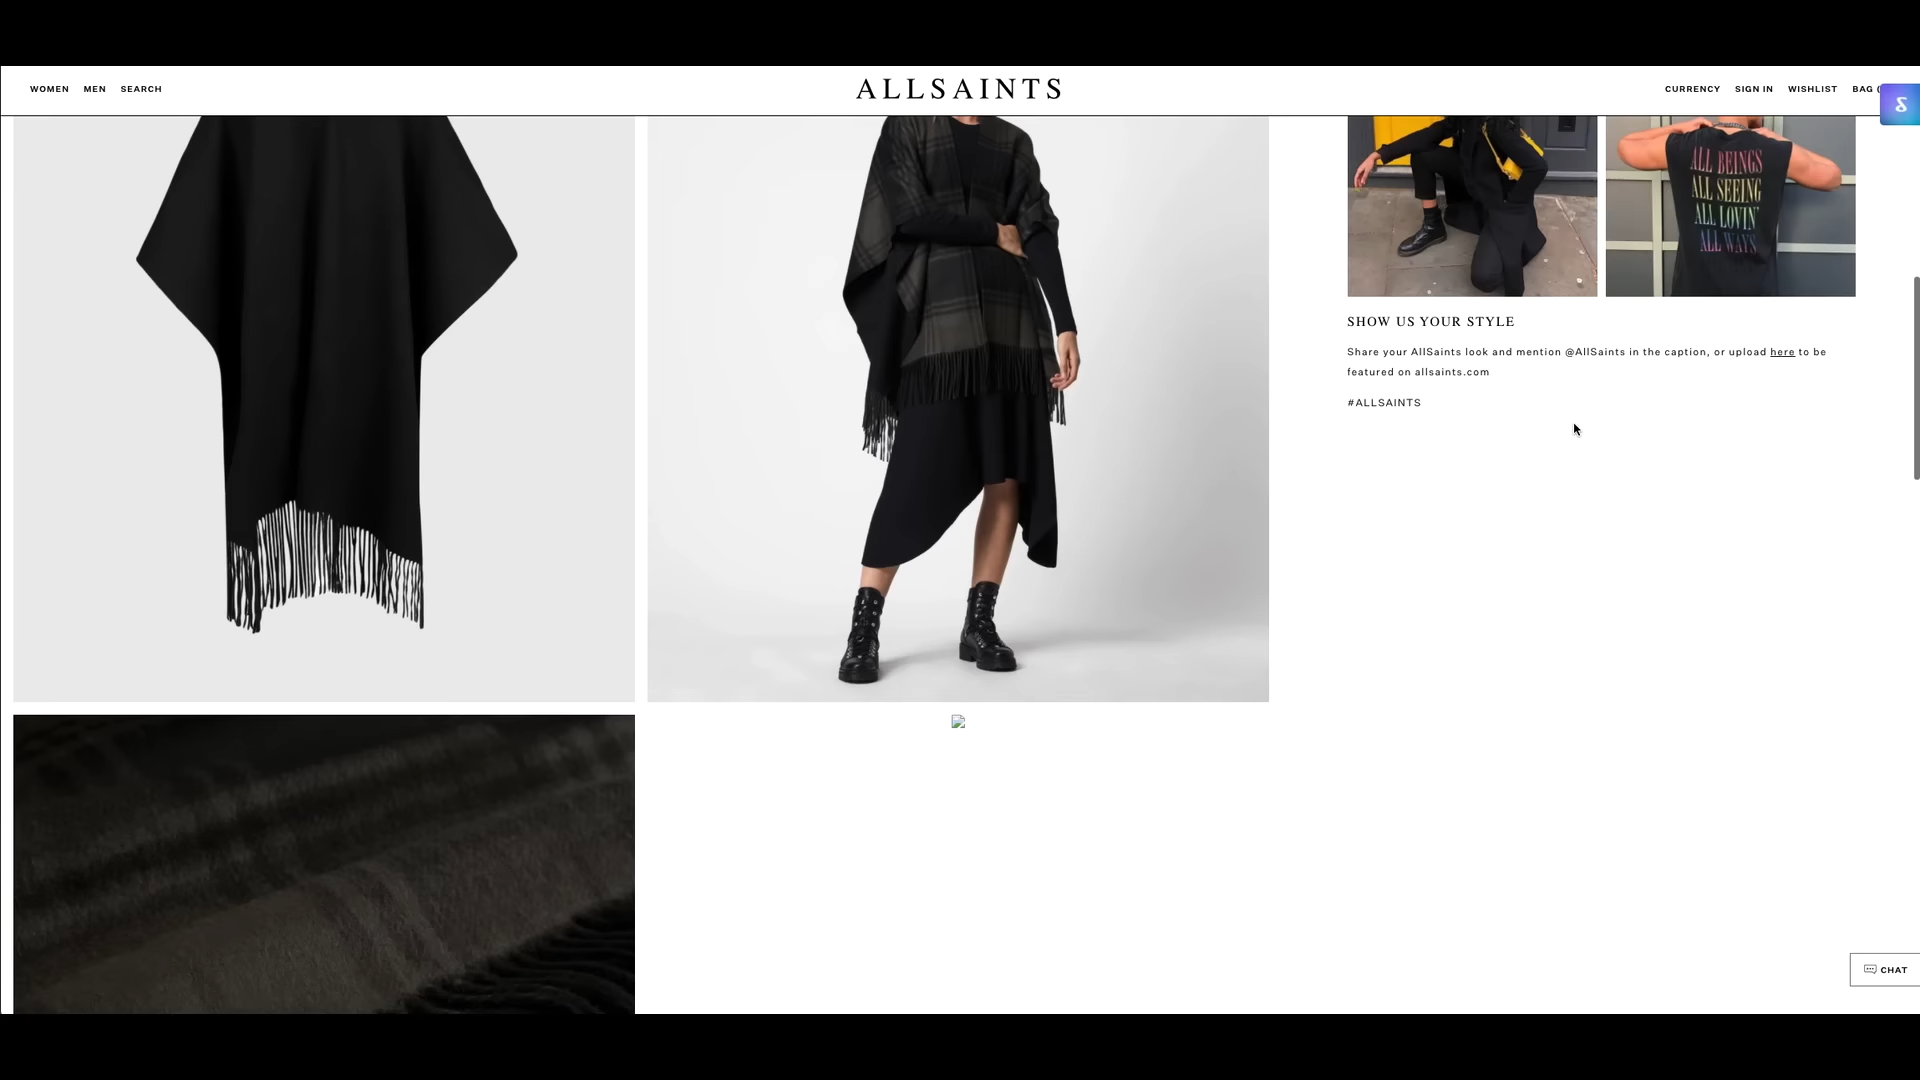 WOMEN MEN SEARCH
ALLSAINTS
CURRENCY SIGN IN WISHLIST BAG (
ALL BEINGS
ALL SEEING
ALL LOVIN'
ALL WAYS
SHOW US YOUR STYLE
Share your AllSaints look and mention @AllSaints in the caption, or upload here to be
featured on allsaints.com
#ALLSAINTS
CHAT